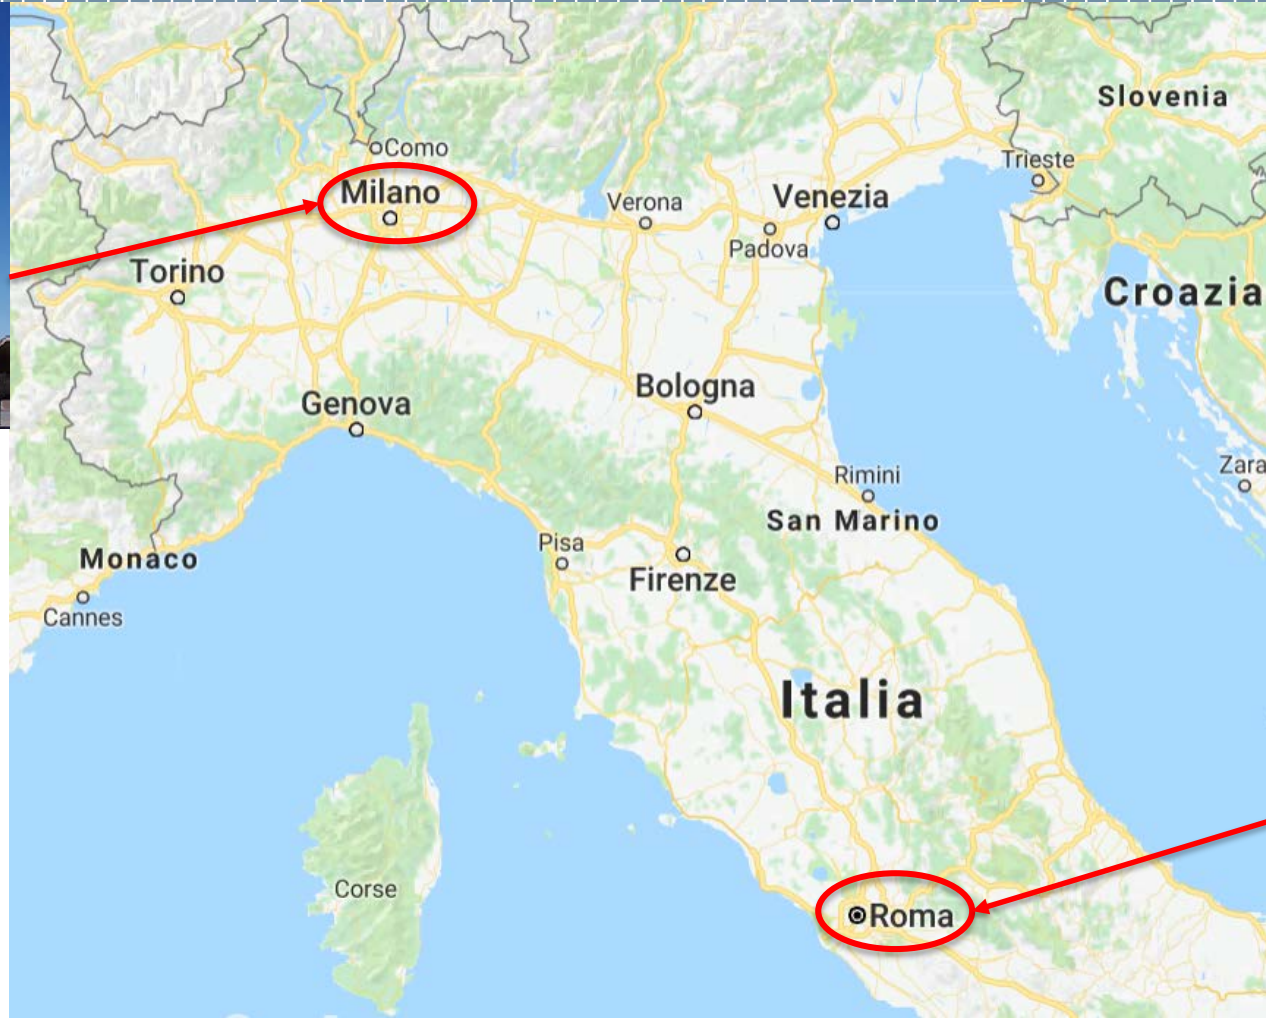 Slovenia
Como
Trieste
Milano
Verona
Venezia
Padova
Torino
Croazia
Bologna
Genova
Zara
Rimini
San Marino
Pisa
Monaco
Firenze
Cannes
Italia
Corse
Roma